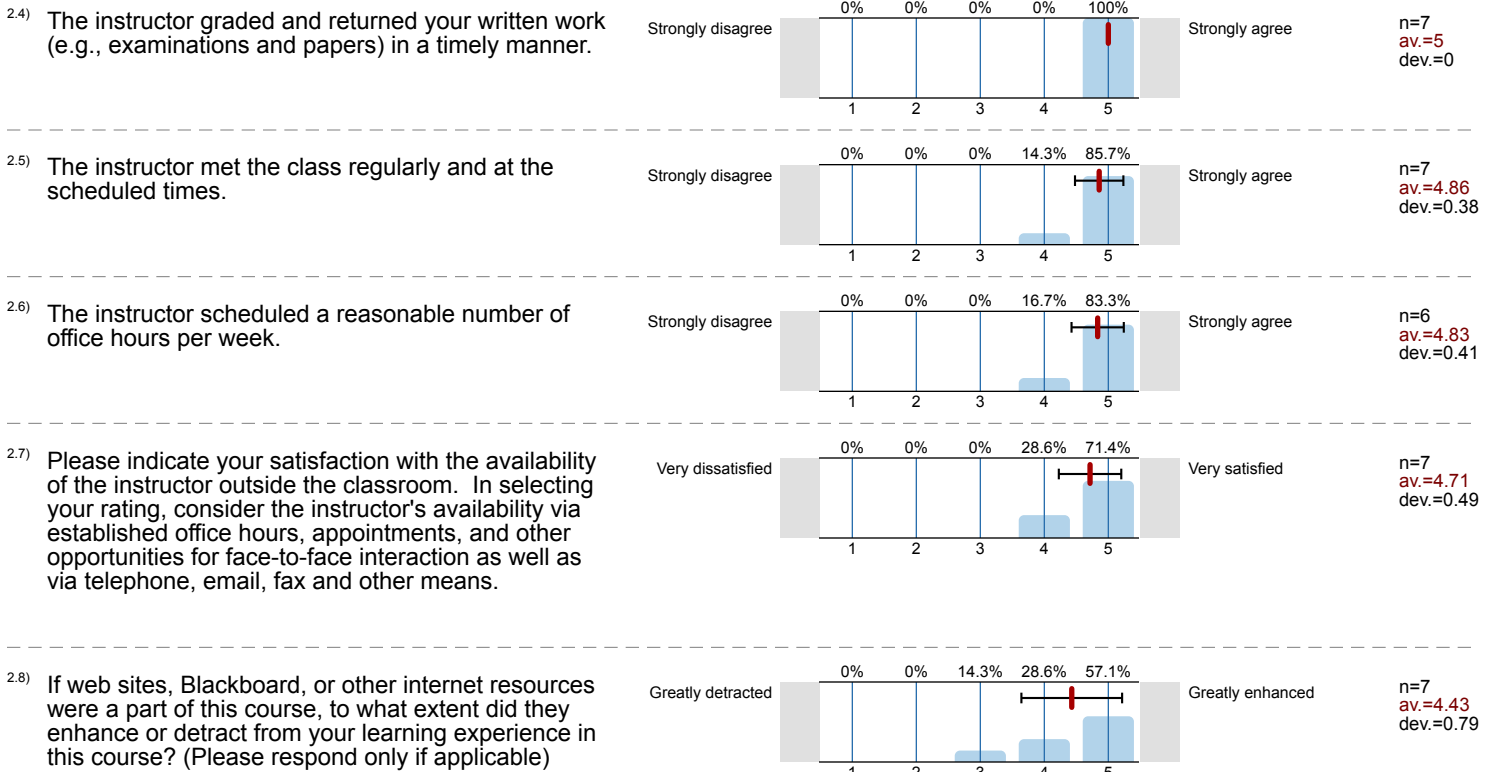 2.4) The instructor graded and returned your written work
(e.g., examinations and papers) in a timely manner.
Strongly disagree
0% 0% 0% 0% 100%
1 2 3 4 5
Strongly agree
n=7
av.=5
dev.=0
2.5) The instructor met the class regularly and at the
scheduled times.
Strongly disagree
0% 0% 0% 14.3% 85.7%
1 2 3 4 5
Strongly agree
n=7
av.=4.86
dev.=0.38
2.6) The instructor scheduled a reasonable number of
office hours per week.
Strongly disagree
0% 0% 0% 16.7% 83.3%
1 2 3 4 5
Strongly agree
n=6
av.=4.83
dev.=0.41
2.7) Please indicate your satisfaction with the availability
of the instructor outside the classroom. In selecting
your rating, consider the instructor's availability via
established office hours, appointments, and other
opportunities for face-to-face interaction as well as
via telephone, email, fax and other means.
Very dissatisfied
0% 0% 0% 28.6% 71.4%
1 2 3 4 5
Very satisfied
n=7
av.=4.71
dev.=0.49
2.8) If web sites, Blackboard, or other internet resources
were a part of this course, to what extent did they
enhance or detract from your learning experience in
this course? (Please respond only if applicable)
Greatly detracted
0% 0% 14.3% 28.6% 57.1%
1 2 3 4 5
Greatly enhanced
n=7
av.=4.43
dev.=0.79